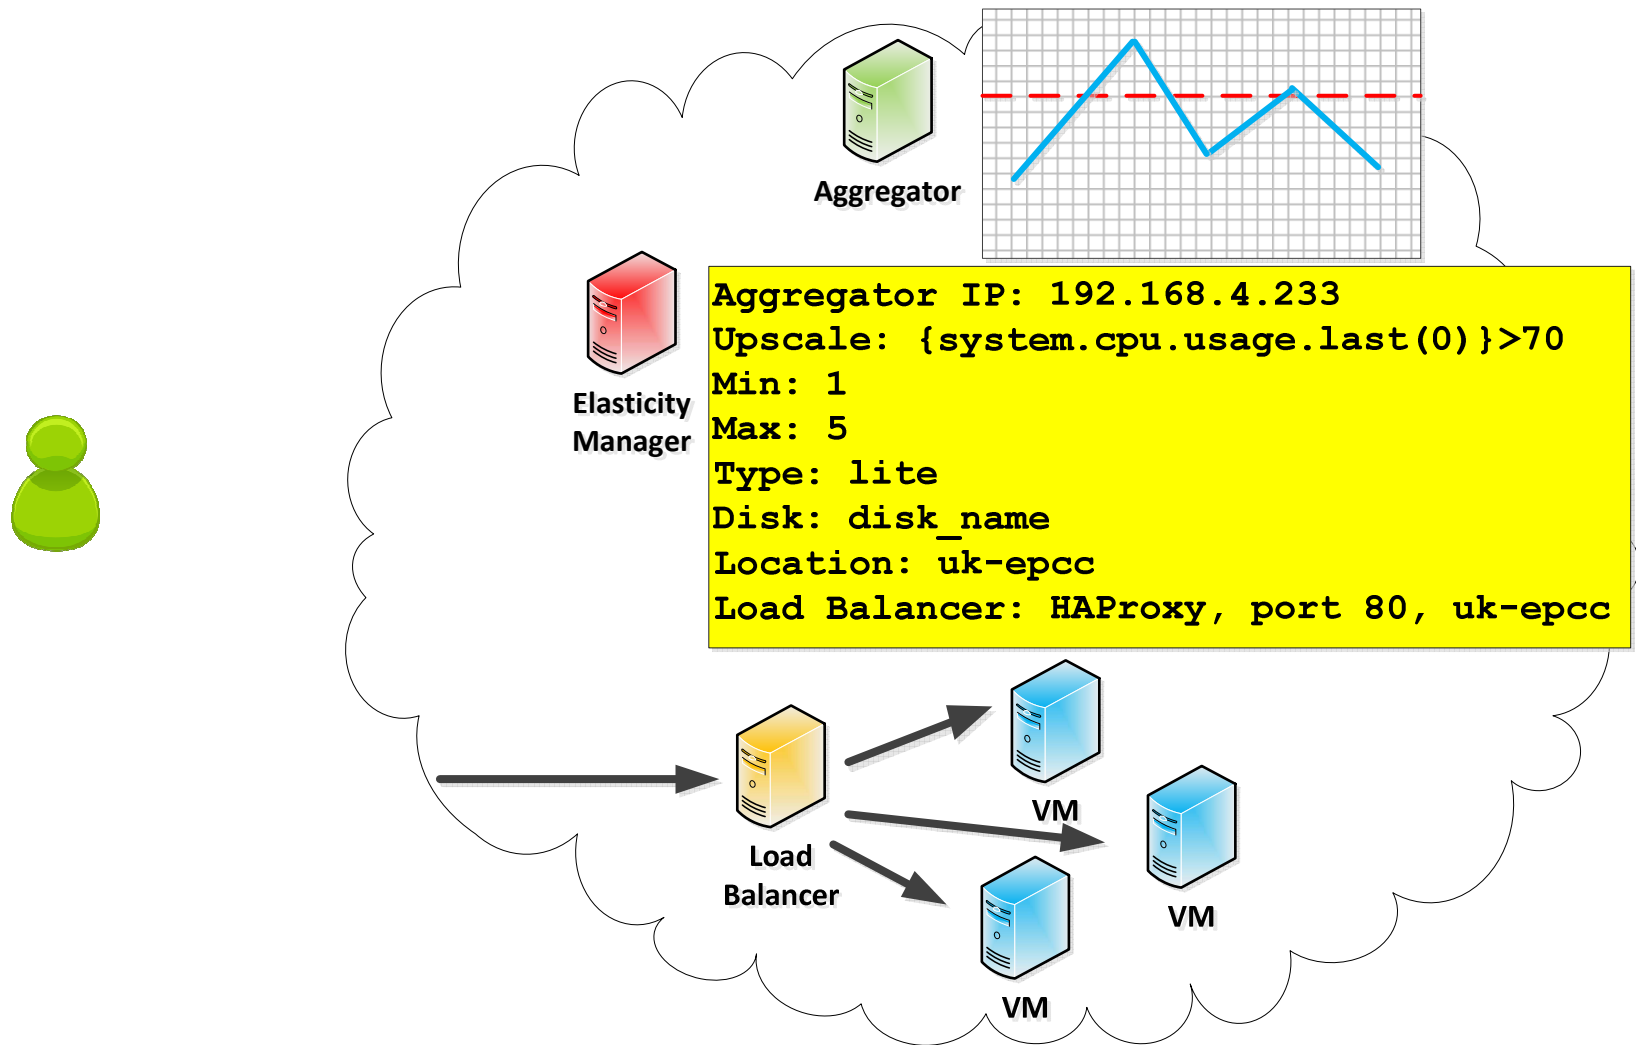 Aggregator
Elasticity
Manager
Aggregator IP: 192.168.4.233
Upscale: {system.cpu.usage.last(0)}>70
Min: 1
Max: 5
Type: lite
Disk: disk_name
Location: uk-epcc
Load Balancer: HAProxy, port 80, uk-epcc
Load
Balancer
VM
VM
VM